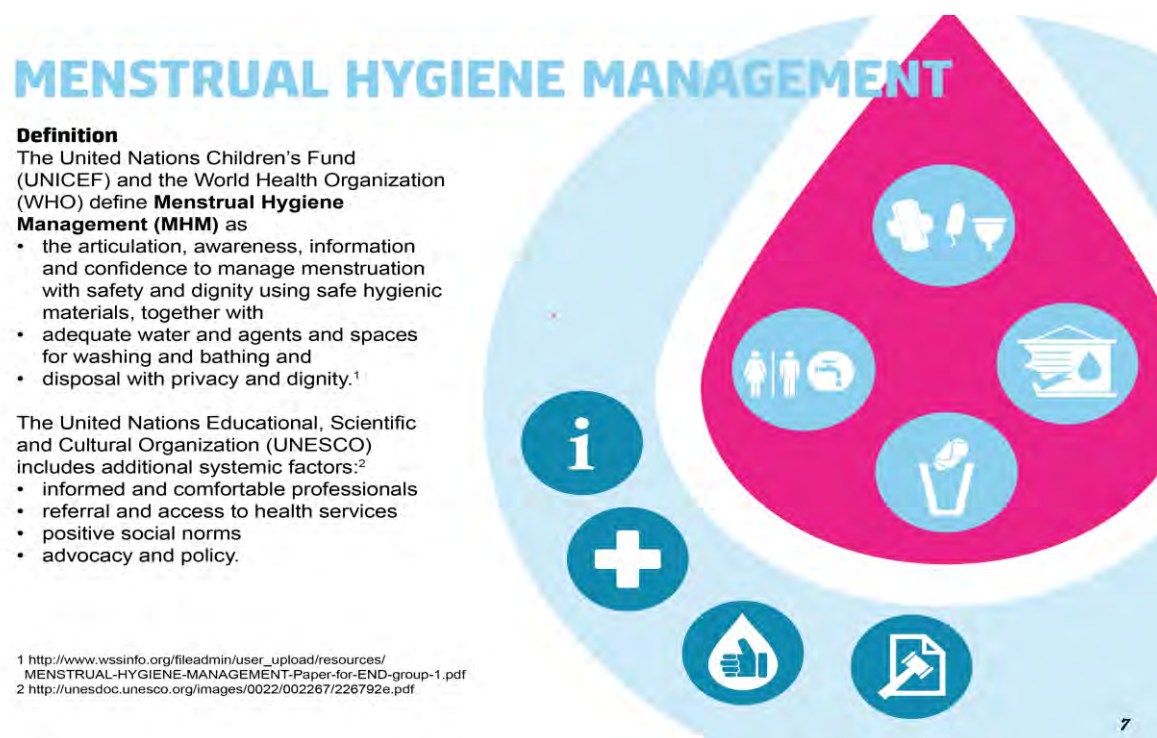 MENSTRUAL HYGIENE MANAGEMENT
Definition
The United Nations Children’s Fund
(UNICEF) and the World Health Organization
(WHO) define Menstrual Hygiene
Management (MHM) as
• the articulation, awareness, information
and confidence to manage menstruation
with safety and dignity using safe hygienic
materials, together with
• adequate water and agents and spaces
for washing and bathing and
• disposal with privacy and dignity.¹
The United Nations Educational, Scientific
and Cultural Organization (UNESCO)
includes additional systemic factors:²
• informed and comfortable professionals
• referral and access to health services
• positive social norms
• advocacy and policy.
i
1 http://www.wssinfo.org/fileadmin/user_upload/resources/
MENSTRUAL-HYGIENE-MANAGEMENT-Paper-for-END-group-1.pdf
2 http://unesdoc.unesco.org/images/0022/002267/226792e.pdf
7